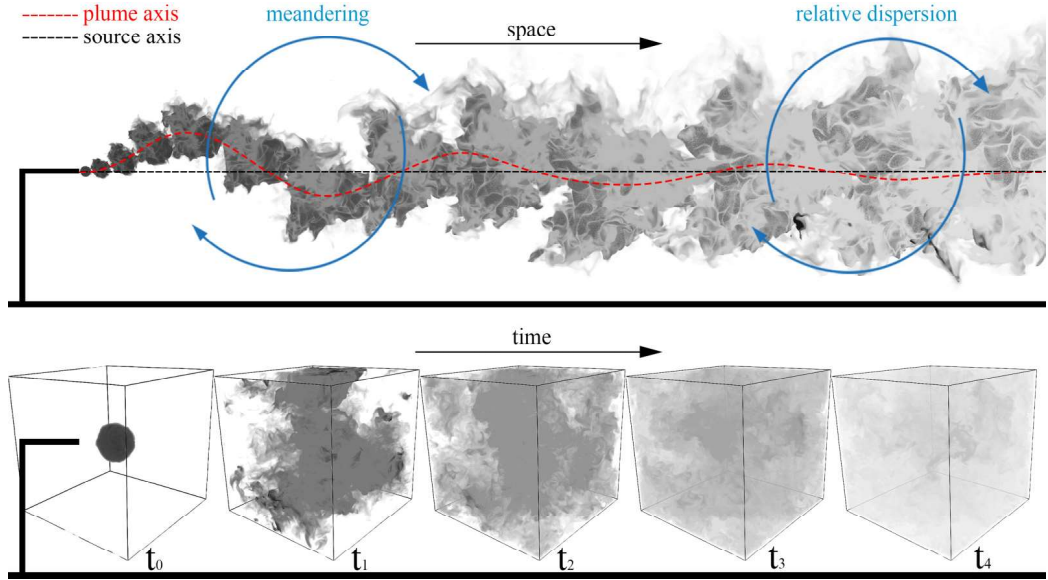 plume axis
source axis
meandering
space
relative dispersion
time
t0
t1
t2
t3
t4